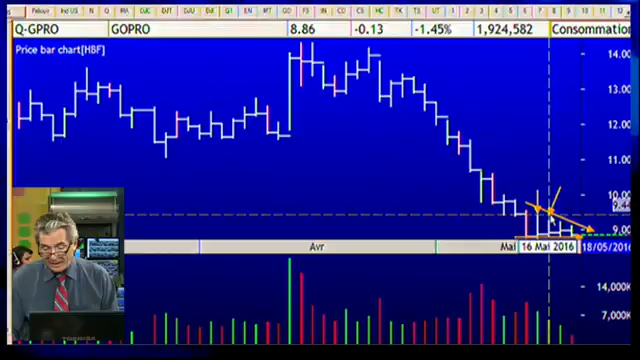 Q-GPRO GOPRO 8.86 -0.13 -1.45% 1,924,582 Consommation
Price bar chart[HBF]
14.00
13.00
12.00
11.00
10.00
9.00
Avr Mai 16 Mai 2016 18/05/2016
14,000K
7,000K